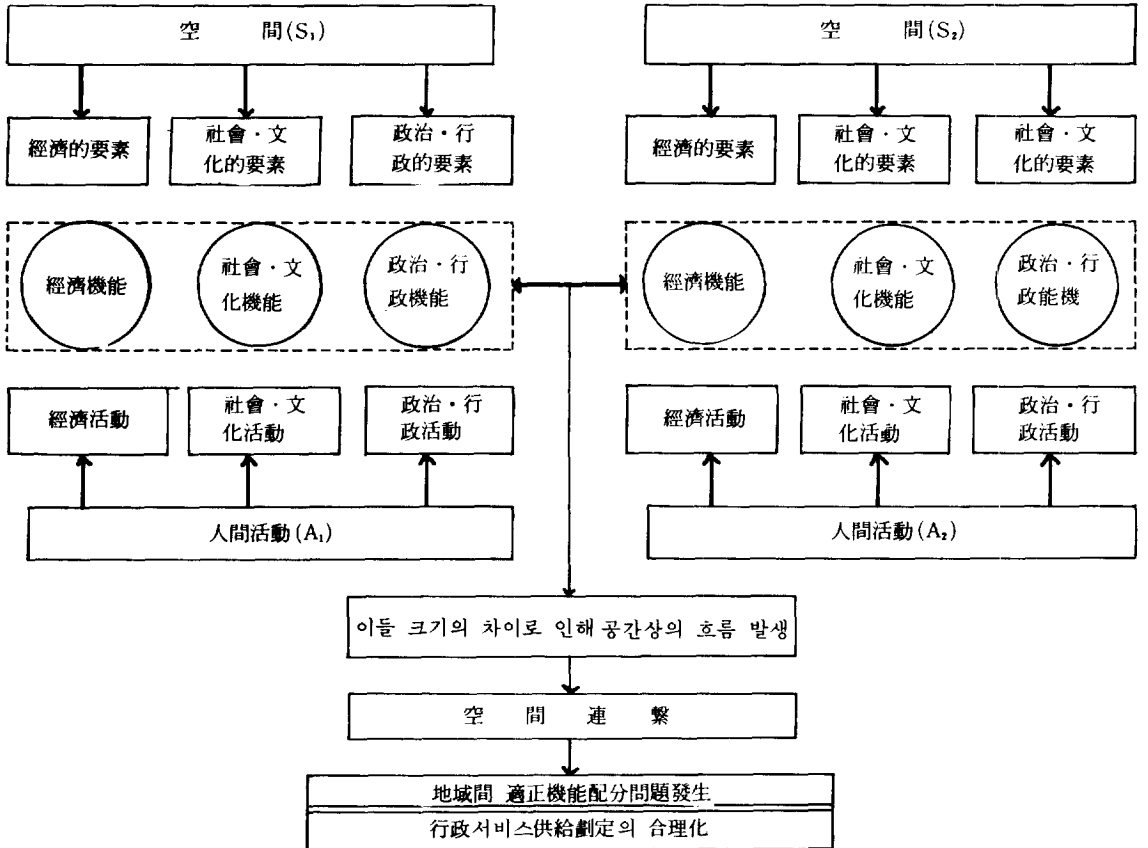 空 間(S₁)
空 間(S₂)
經濟的要素
社會·文
化的要素
政治·行
政的要素
經濟的要素
社會·文
化的要素
社會·文
化的要素
經濟機能
社會·文
化機能
政治·行
政機能
經濟機能
社會·文
化機能
政治·行
政能機
經濟活動
社會·文
化活動
政治·行
政活動
經濟活動
社會·文
化活動
政治·行
政活動
人間活動(A₁)
人間活動(A₂)
이들 크기의 차이로 인해 공간상의 흐름 발생
空 間 連 繫
地域間 適正機能配分問題發生
行政서비스供給劃定의 合理化